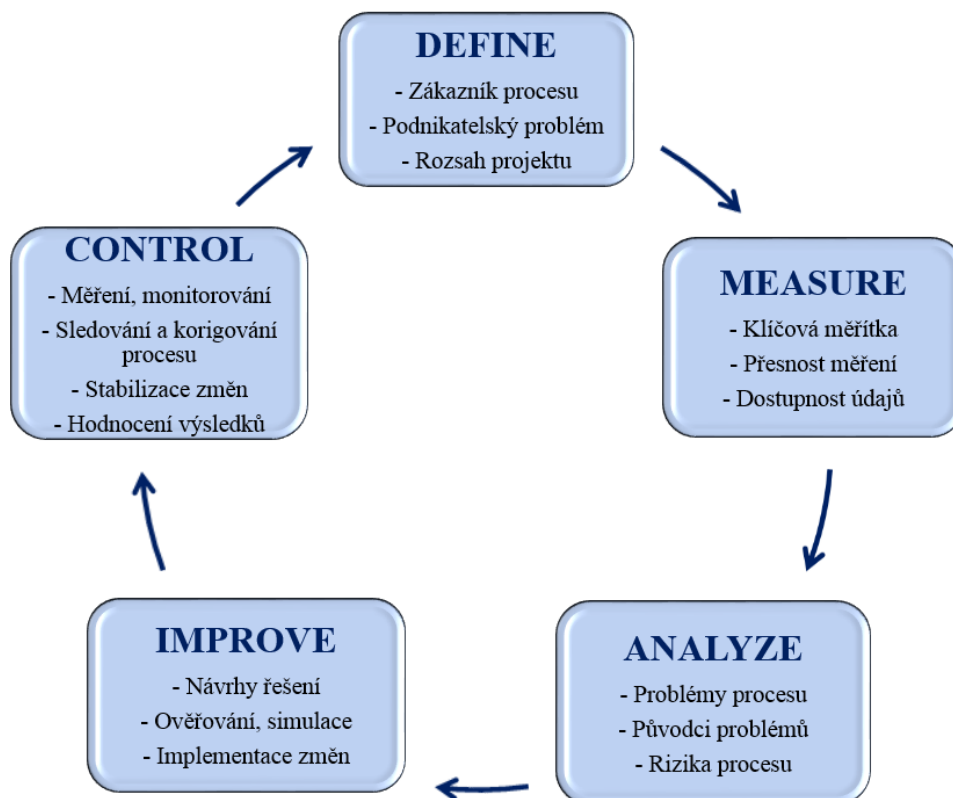 DEFINE
- Zákazník procesu
- Podnikatelský problém
- Rozsah projektu
MEASURE
- Klíčová měřítka
- Přesnost měření
- Dostupnost údajů
ANALYZE
- Problémy procesu
- Původci problémů
- Rizika procesu
IMPROVE
- Návrhy řešení
- Ověřování, simulace
- Implementace změn
CONTROL
- Měření, monitorování
- Sledování a korigování
procesu
- Stabilizace změn
- Hodnocení výsledků